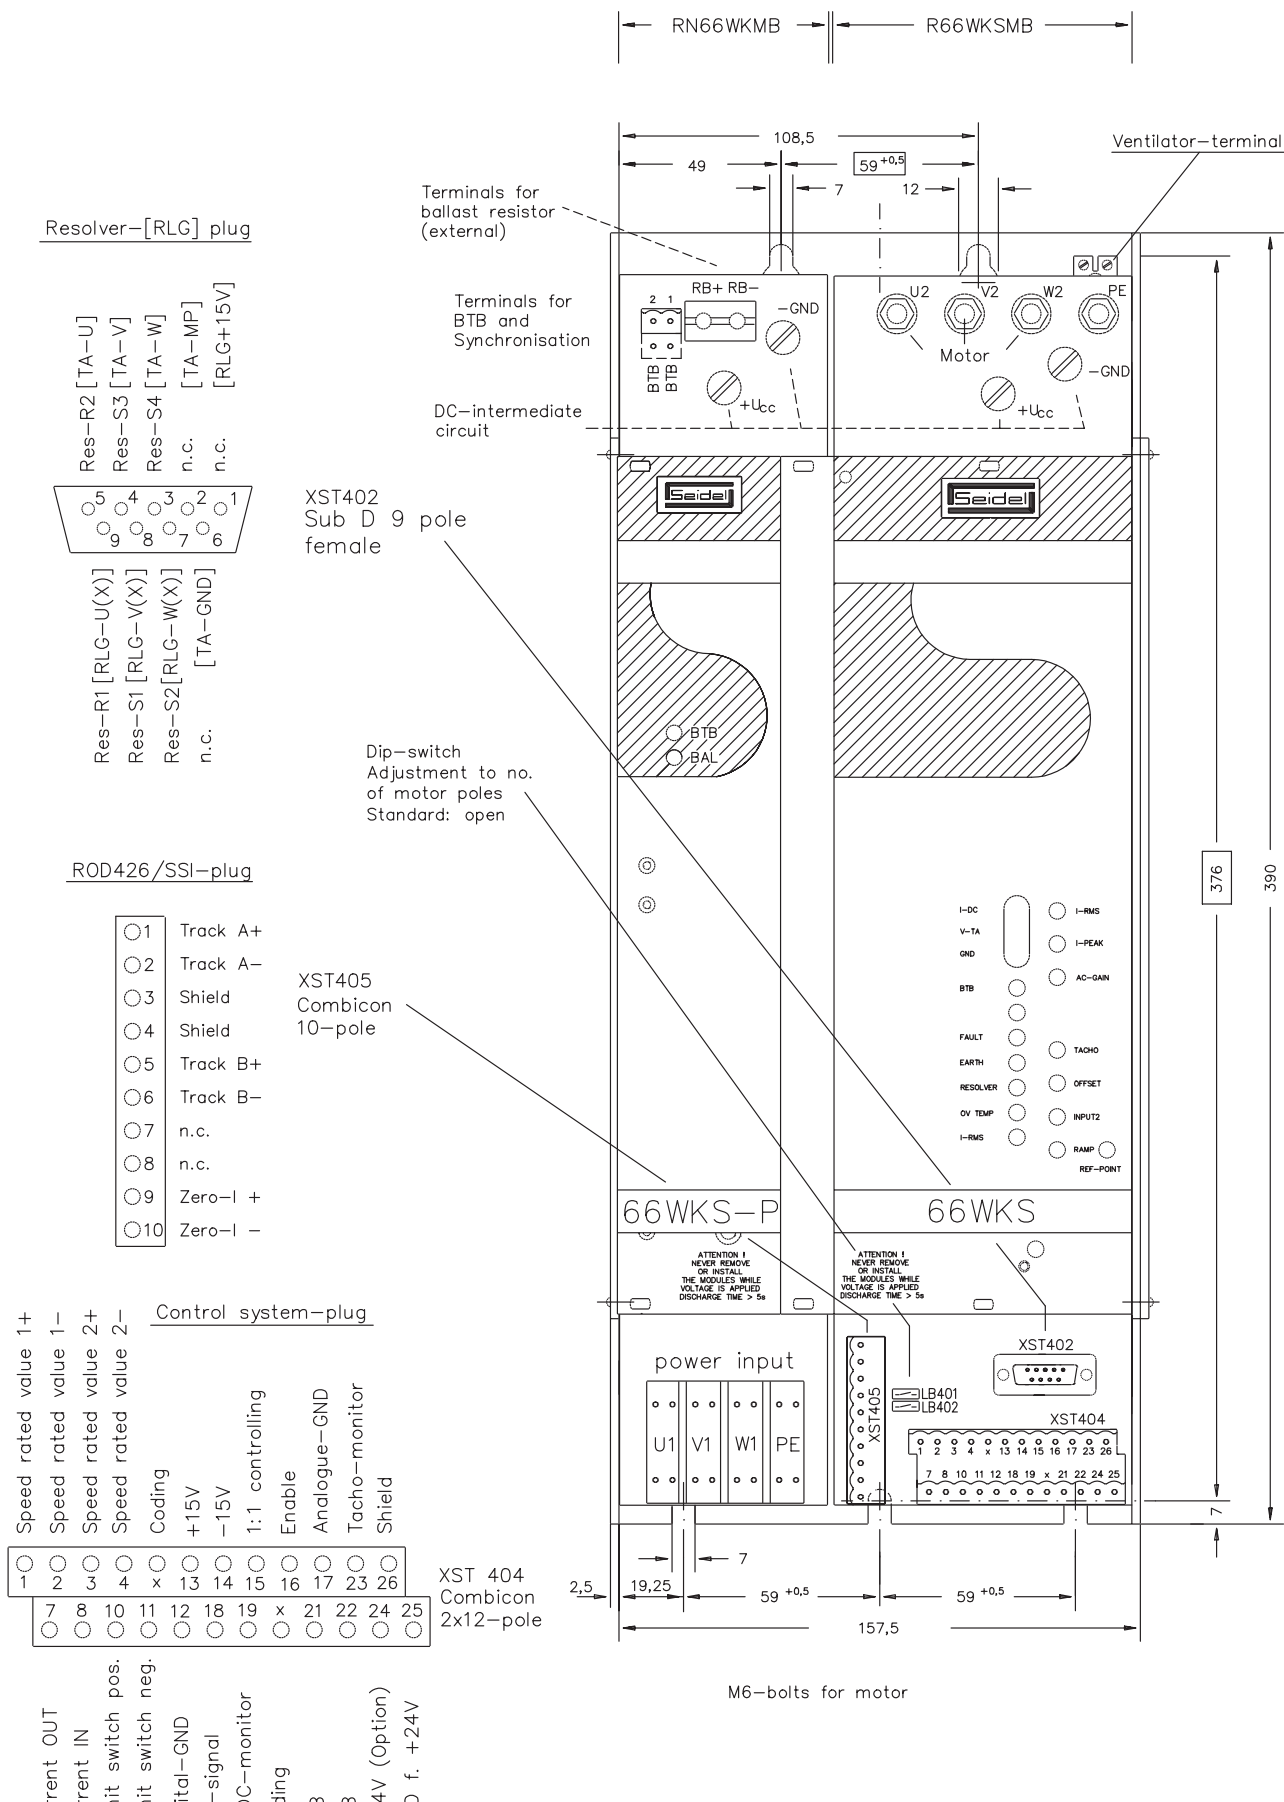 RN66WKMB
R66WKSMB
108,5
49
59 +0,5
7
12
Ventilator-terminal
Terminals for
ballast resistor
(external)
Terminals for
BTB and
Synchronisation
DC-intermediate
circuit
2 1
RB+ RB-
-GND
BTB
BTB
+Ucc
U2
V2
W2
PE
Motor
-GND
+Ucc
Seidel
Seidel
Resolver-[RLG] plug
Res-R2 [TA-U]
Res-S3 [TA-V]
Res-S4 [TA-W]
n.c. [TA-MP]
n.c. [RLG+15V]
5 4 3 2 1
9 8 7 6
Res-R1 [RLG-U(X)]
Res-S1 [RLG-V(X)]
Res-S2[RLG-W(X)]
n.c. [TA-GND]
XST402
Sub D 9 pole
female
BTB
BAL
Dip-switch
Adjustment to no.
of motor poles
Standard: open
376
390
ROD426/SSI-plug
1 Track A+
2 Track A-
3 Shield
4 Shield
5 Track B+
6 Track B-
7 n.c.
8 n.c.
9 Zero-I +
10 Zero-I -
XST405
Combicon
10-pole
I-DC
V-TA
GND
BTB
FAULT
EARTH
RESOLVER
OV TEMP
I-RMS
I-RMS
I-PEAK
AC-GAIN
TACHO
OFFSET
INPUT2
RAMP
REF-POINT
66WKS-P
66WKS
ATTENTION !
NEVER REMOVE
OR INSTALL
THE MODULES WHILE
VOLTAGE IS APPLIED
DISCHARGE TIME > 5s
ATTENTION !
NEVER REMOVE
OR INSTALL
THE MODULES WHILE
VOLTAGE IS APPLIED
DISCHARGE TIME > 5s
power input
U1 V1 W1 PE
XST405
LB401
LB402
XST402
XST404
1 2 3 4 x 13 14 15 16 17 23 26
7 8 10 11 12 18 19 x 21 22 24 25
7
7
2,5
19,25
59 +0,5
59 +0,5
157,5
M6-bolts for motor
Control system-plug
Speed rated value 1+
Speed rated value 1-
Speed rated value 2+
Speed rated value 2-
Coding
+15V
-15V
1:1 controlling
Enable
Analogue-GND
Tacho-monitor
Shield
1 2 3 4 x 13 14 15 16 17 23 26
7 8 10 11 12 18 19 x 21 22 24 25
XST 404
Combicon
2x12-pole
OUT
IN
switch pos.
switch neg.
-GND
-signal
DC-monitor
4V (Option)
f. +24V